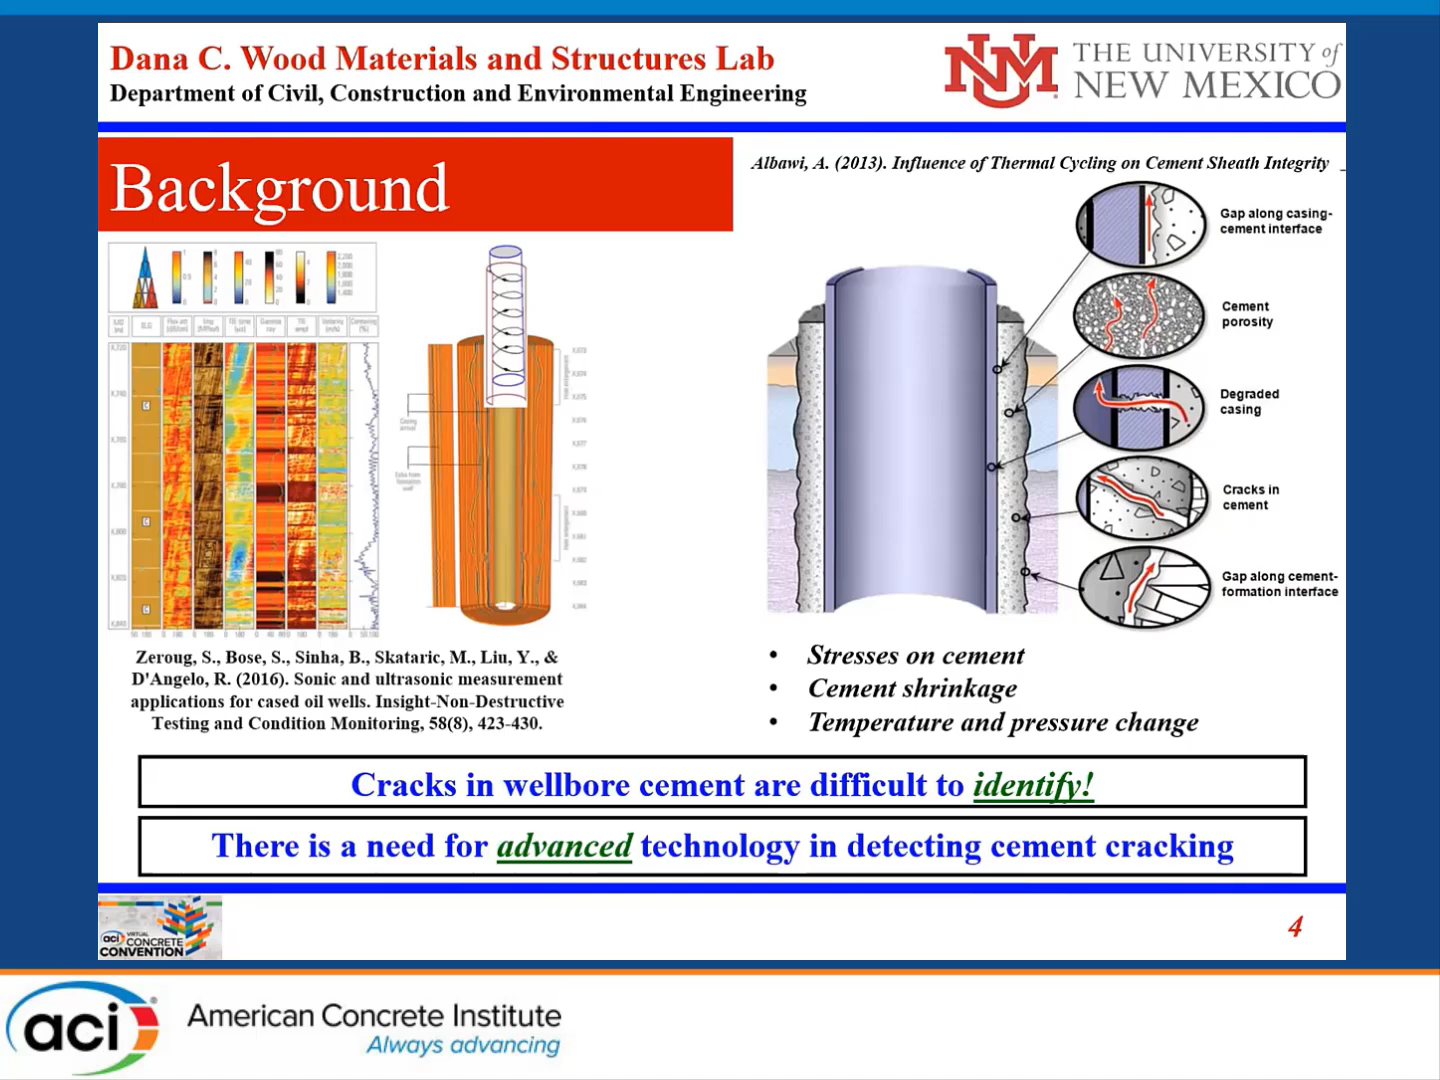 Dana C. Wood Materials and Structures Lab
Department of Civil, Construction and Environmental Engineering
UNM
THE UNIVERSITY of
NEW MEXICO
Background
Albawi, A. (2013). Influence of Thermal Cycling on Cement Sheath Integrity
Gap along casing-
cement interface
Cement
porosity
Degraded
casing
Cracks in
cement
Gap along cement-
formation interface
Zeroug, S., Bose, S., Sinha, B., Skataric, M., Liu, Y., &
D'Angelo, R. (2016). Sonic and ultrasonic measurement
applications for cased oil wells. Insight-Non-Destructive
Testing and Condition Monitoring, 58(8), 423-430.
• Stresses on cement
• Cement shrinkage
• Temperature and pressure change
Cracks in wellbore cement are difficult to identify!
There is a need for advanced technology in detecting cement cracking
aci VIRTUAL
CONCRETE
CONVENTION
4
aci
American Concrete Institute
Always advancing